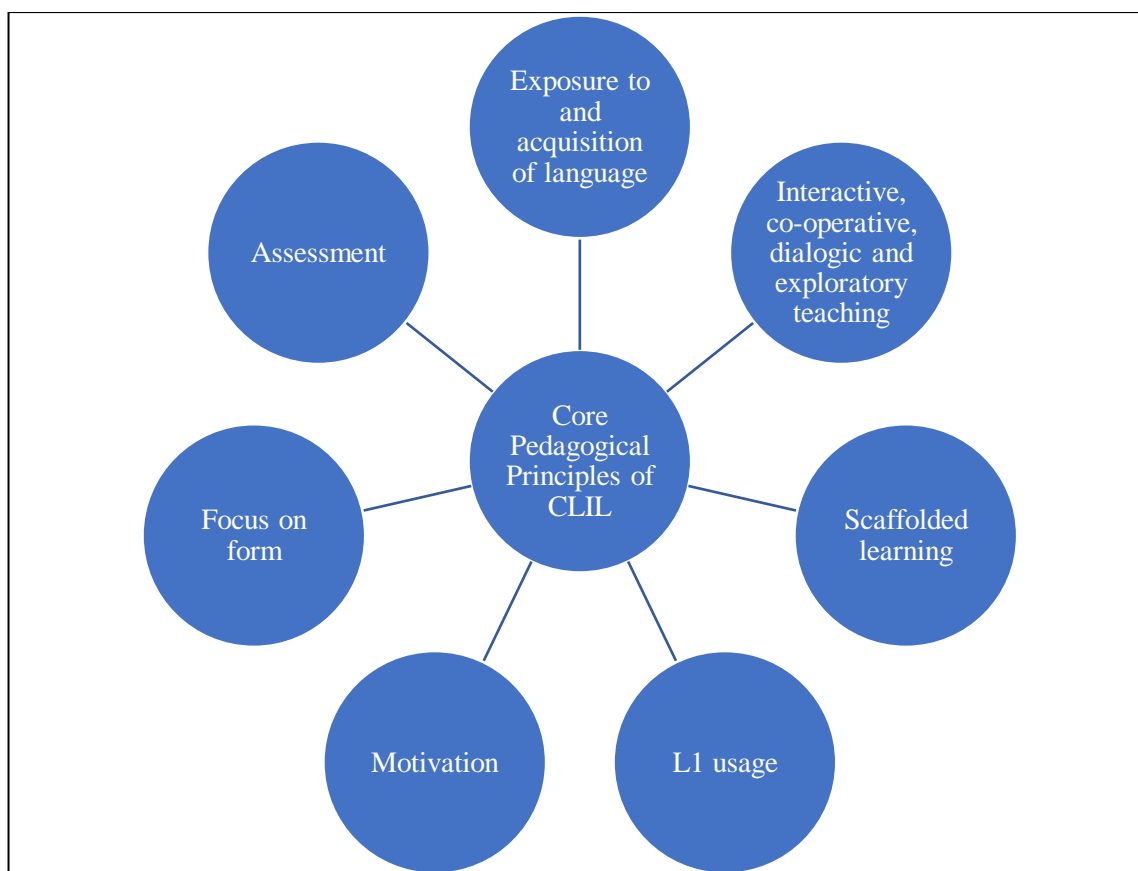 Exposure to
and
acquisition
of language
Interactive,
co-operative,
dialogic and
exploratory
teaching
Scaffolded
learning
L1 usage
Motivation
Focus on
form
Assessment
Core
Pedagogical
Principles of
CLIL